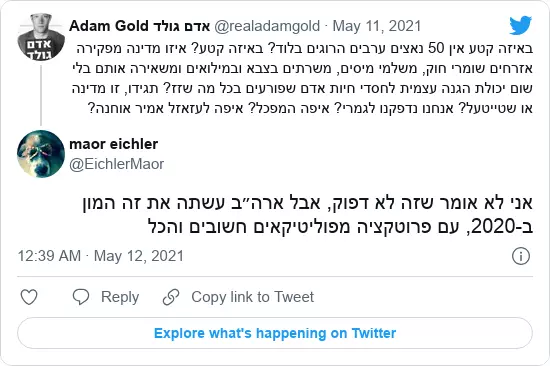 Adam Gold אדם גולד @realadamgold · May 11, 2021
באיזה קטע אין 50 נאצים ערבים הרוגים בלוד? באיזה קטע? איזו מדינה מפקירה
אזרחים שומרי חוק, משלמי מיסים, משרתים בצבא ובמילואים ומשאירה אותם בלי
שום יכולת הגנה עצמית לחסדי חיות אדם שפורעים בכל מה שזז? תגידו, זו מדינה
או שטייטעל? אנחנו נדפקנו לגמרי? איפה המפכל? איפה לעזאזל אמיר אוחנה?
אדם
גולד
maor eichler
@EichlerMaor
אני לא אומר שזה לא דפוק, אבל ארה״ב עשתה את זה המון
ב-2020, עם פרוטקציה מפוליטיקאים חשובים והכל
12:39 AM · May 12, 2021
Reply
Copy link to Tweet
Explore what's happening on Twitter